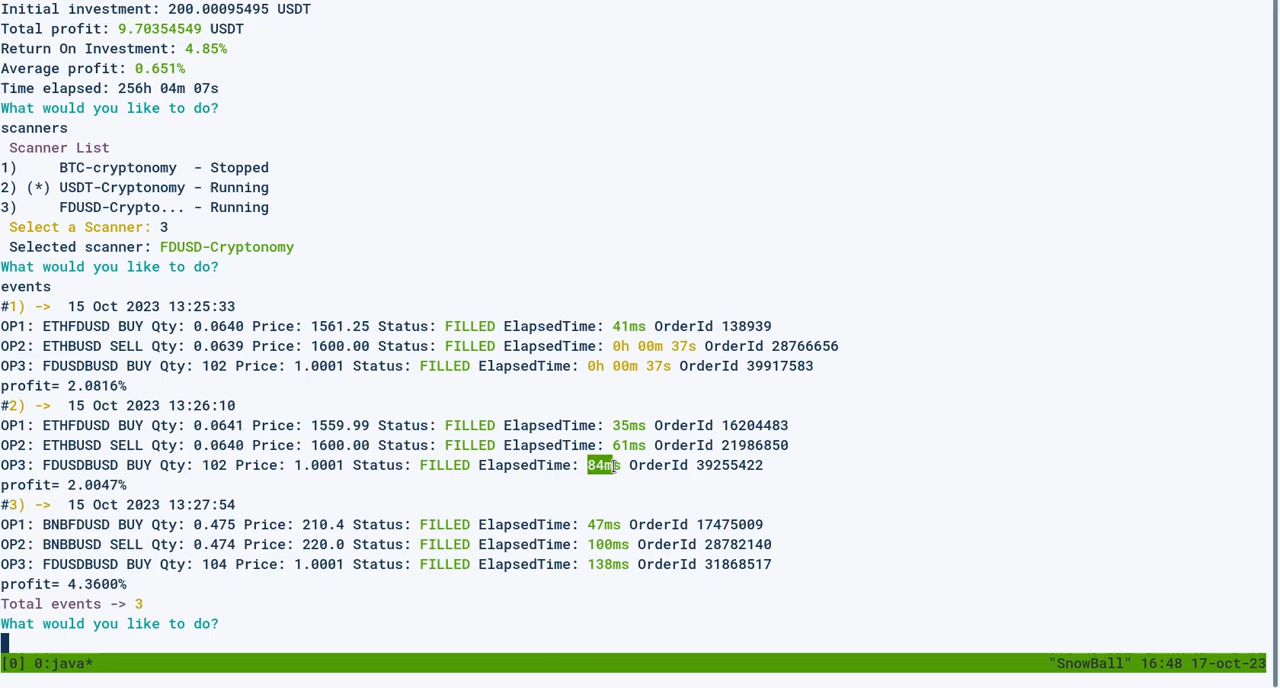 Initial investment: 200.00095495 USDT
Total profit: 9.70354549 USDT
Return On Investment: 4.85%
Average profit: 0.651%
Time elapsed: 256h 04m 07s
What would you like to do?
scanners
Scanner List
1)     BTC-cryptonomy  - Stopped
2) (*) USDT-Cryptonomy - Running
3)     FDUSD-Crypto... - Running
Select a Scanner: 3
Selected scanner: FDUSD-Cryptonomy
What would you like to do?
events
#1) ->  15 Oct 2023 13:25:33
OP1: ETHFDUSD BUY Qty: 0.0640 Price: 1561.25 Status: FILLED ElapsedTime: 41ms OrderId 138939
OP2: ETHBUSD SELL Qty: 0.0639 Price: 1600.00 Status: FILLED ElapsedTime: 0h 00m 37s OrderId 28766656
OP3: FDUSDBUSD BUY Qty: 102 Price: 1.0001 Status: FILLED ElapsedTime: 0h 00m 37s OrderId 39917583
profit= 2.0816%
#2) ->  15 Oct 2023 13:26:10
OP1: ETHFDUSD BUY Qty: 0.0641 Price: 1559.99 Status: FILLED ElapsedTime: 35ms OrderId 16204483
OP2: ETHBUSD SELL Qty: 0.0640 Price: 1600.00 Status: FILLED ElapsedTime: 61ms OrderId 21986850
OP3: FDUSDBUSD BUY Qty: 102 Price: 1.0001 Status: FILLED ElapsedTime: 84ms OrderId 39255422
profit= 2.0047%
#3) ->  15 Oct 2023 13:27:54
OP1: BNBFDUSD BUY Qty: 0.475 Price: 210.4 Status: FILLED ElapsedTime: 47ms OrderId 17475009
OP2: BNBBUSD SELL Qty: 0.474 Price: 220.0 Status: FILLED ElapsedTime: 100ms OrderId 28782140
OP3: FDUSDBUSD BUY Qty: 104 Price: 1.0001 Status: FILLED ElapsedTime: 138ms OrderId 31868517
profit= 4.3600%
Total events -> 3
What would you like to do?
[0] 0:java* "SnowBall" 16:48 17-oct-23